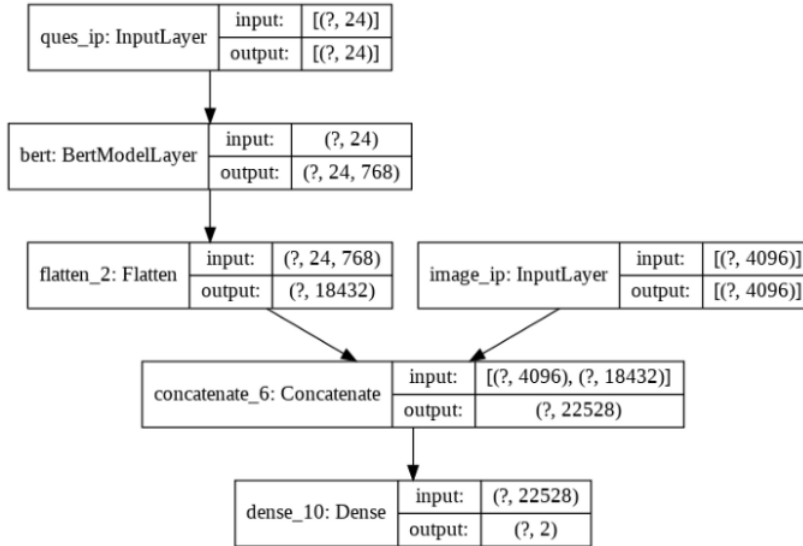 ques_ip: InputLayer
input: [(?, 24)]
output: [(?, 24)]
bert: BertModelLayer
input: (?, 24)
output: (?, 24, 768)
flatten_2: Flatten
input: (?, 24, 768)
output: (?, 18432)
image_ip: InputLayer
input: [(?, 4096)]
output: [(?, 4096)]
concatenate_6: Concatenate
input: [(?, 4096), (?, 18432)]
output: (?, 22528)
dense_10: Dense
input: (?, 22528)
output: (?, 2)